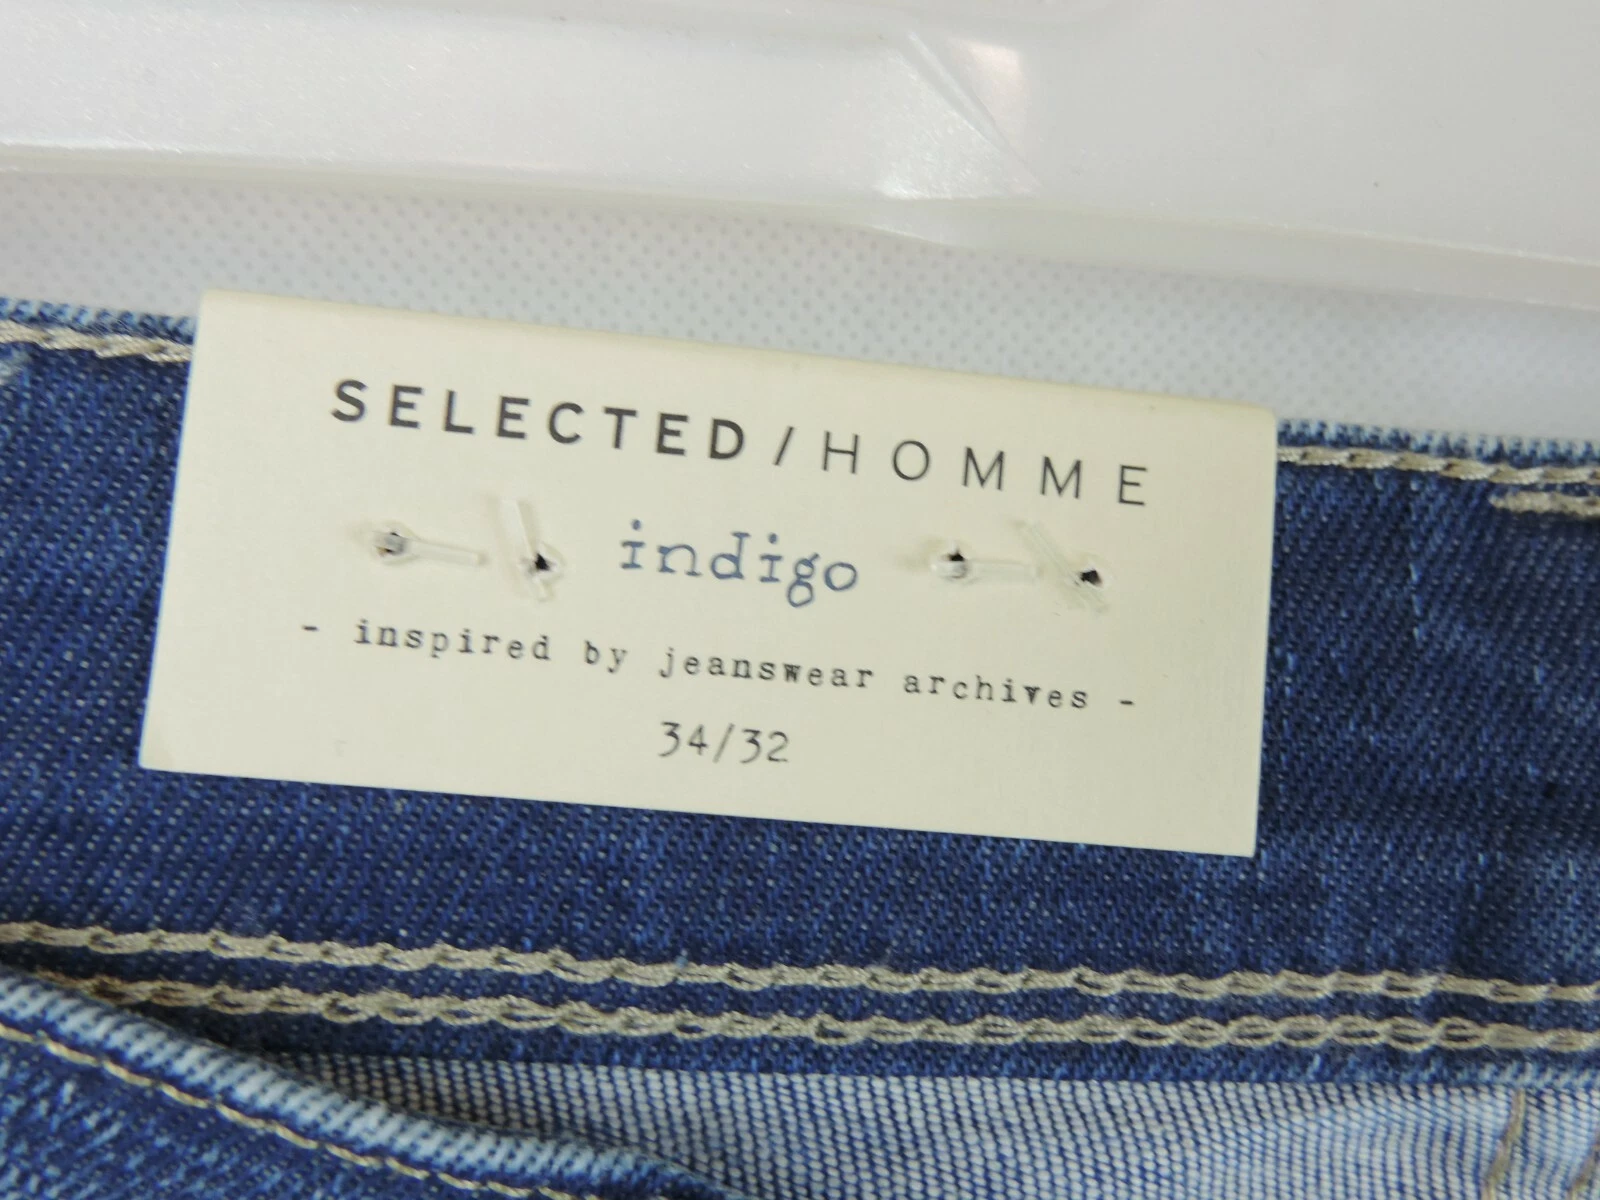 SELECTED/HOMME
indigo
- inspired by jeanswear archives -
34/32